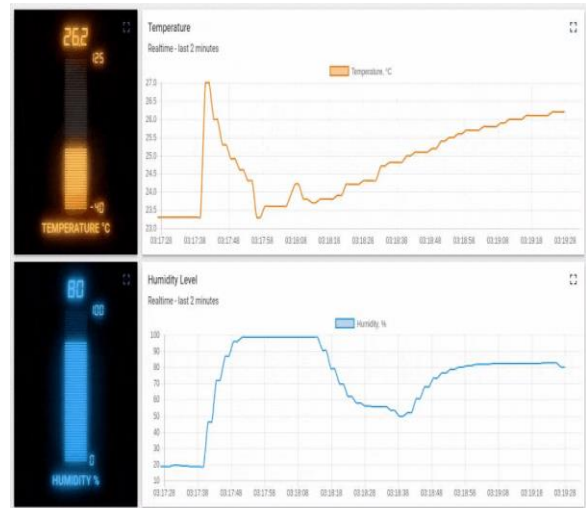 26.2
125
-40
TEMPERATURE °C
Temperature
Realtime - last 2 minutes
Temperature, °C
27.0
26.5
26.0
25.5
25.0
24.5
24.0
23.5
23.0
03:17:28 03:17:38 03:17:48 03:17:58 03:18:08 03:18:18 03:18:28 03:18:38 03:18:48 03:18:58 03:19:08 03:19:18 03:19:28
80
100
0
HUMIDITY %
Humidity Level
Realtime - last 2 minutes
Humidity, %
100
90
80
70
60
50
40
30
20
10
03:17:28 03:17:38 03:17:48 03:17:58 03:18:08 03:18:18 03:18:28 03:18:38 03:18:48 03:18:58 03:19:08 03:19:18 03:19:28